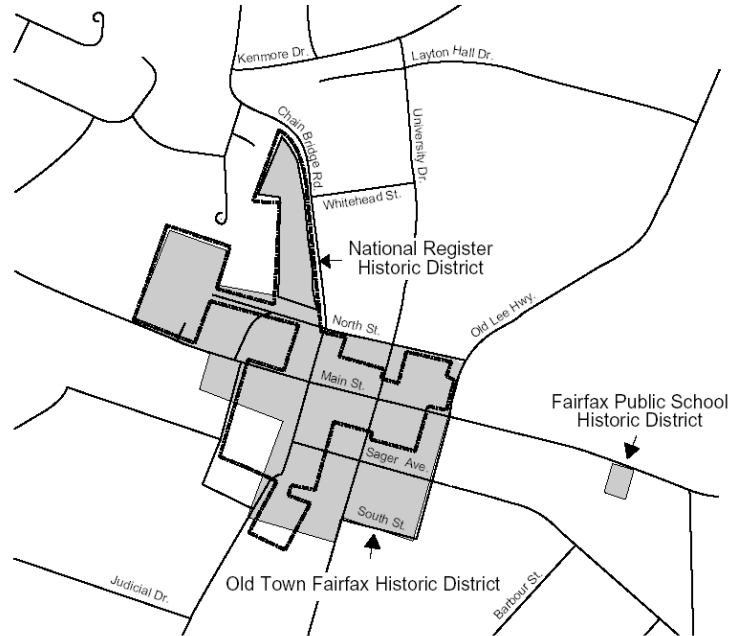 Kenmore Dr.
Layton Hall Dr.
Chain Bridge Rd.
University Dr.
Whitehead St.
National Register
Historic District
North St.
Old Lee Hwy.
Main St.
Fairfax Public School
Historic District
Sager Ave.
South St.
Old Town Fairfax Historic District
Judicial Dr.
Barbour St.